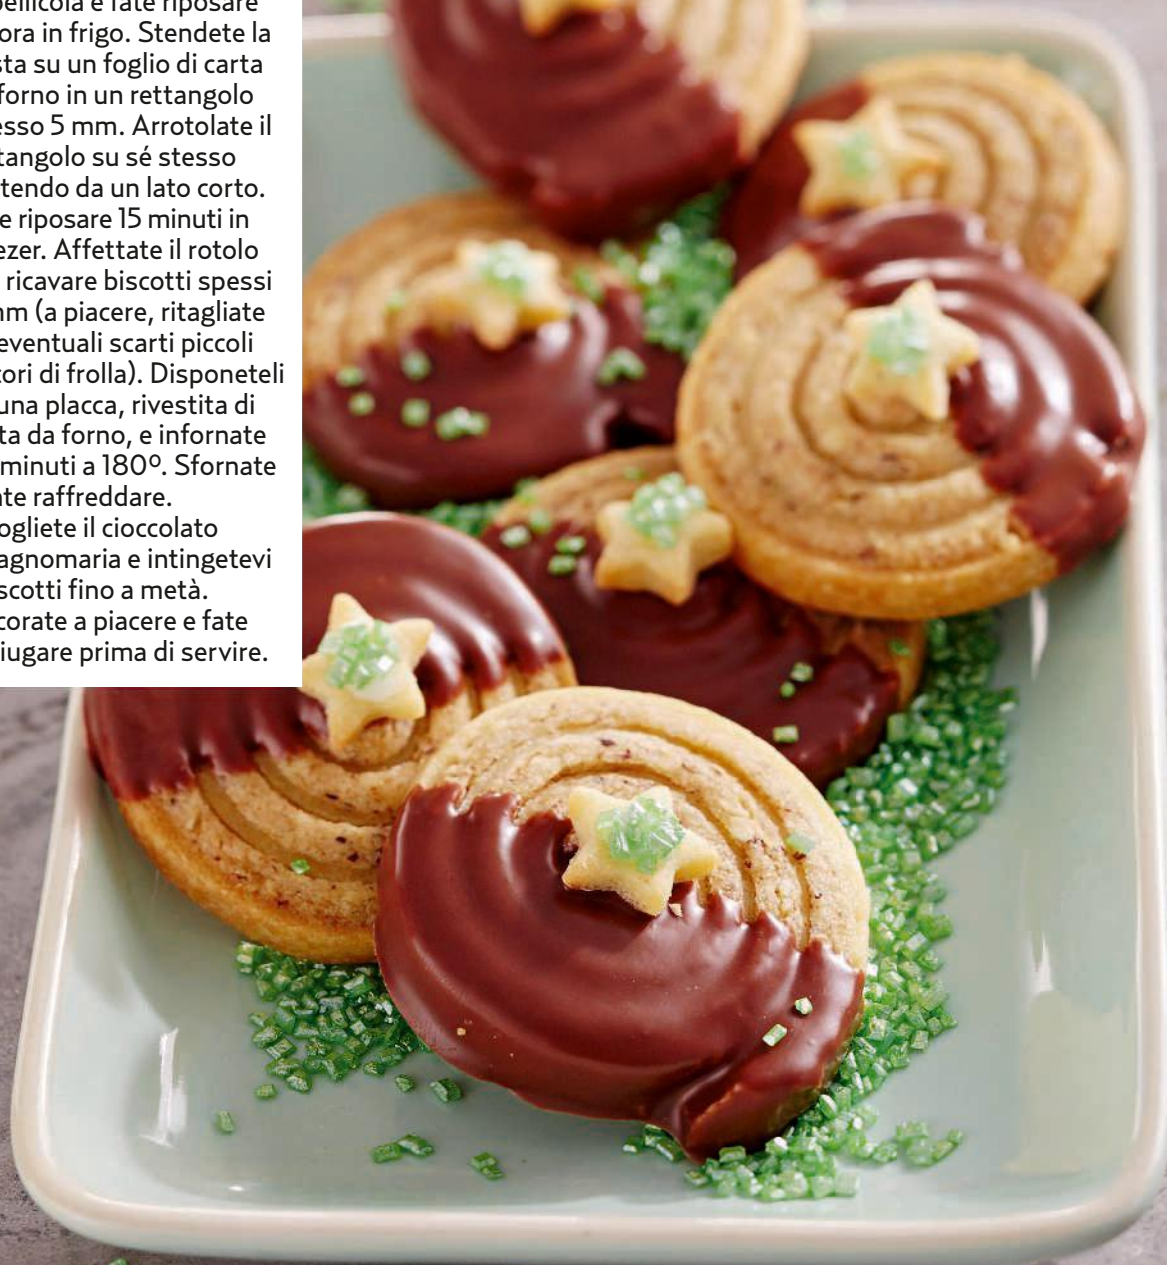 pellicola e fate riposare
ora in frigo. Stendete la
sta su un foglio di carta
forno in un rettangolo
esso 5 mm. Arrotolate il
tangolo su sé stesso
tendo da un lato corto.
e riposare 15 minuti in
ezer. Affettate il rotolo
ricavare biscotti spessi
mm (a piacere, ritagliate
eventuali scarti piccoli
tori di frolla). Disponeteli
una placca, rivestita di
ta da forno, e infornate
minuti a 180º. Sfornate
ate raffreddare.
ogliete il cioccolato
agnomaria e intingetevi
scotti fino a metà.
corate a piacere e fate
iugare prima di servire.